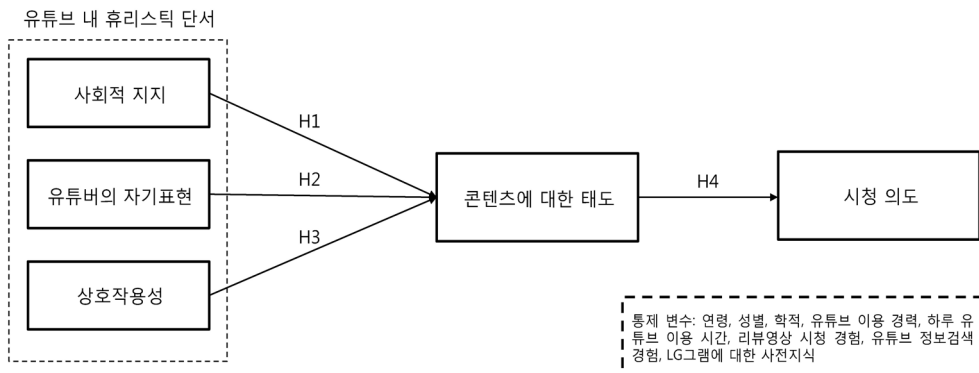 유튜브 내 휴리스틱 단서
사회적 지지
H1
유튜버의 자기표현
H2
콘텐츠에 대한 태도
H4
시청 의도
H3
상호작용성
통제 변수: 연령, 성별, 학적, 유튜브 이용 경력, 하루 유
튜브 이용 시간, 리뷰영상 시청 경험, 유튜브 정보검색
경험, LG그램에 대한 사전지식